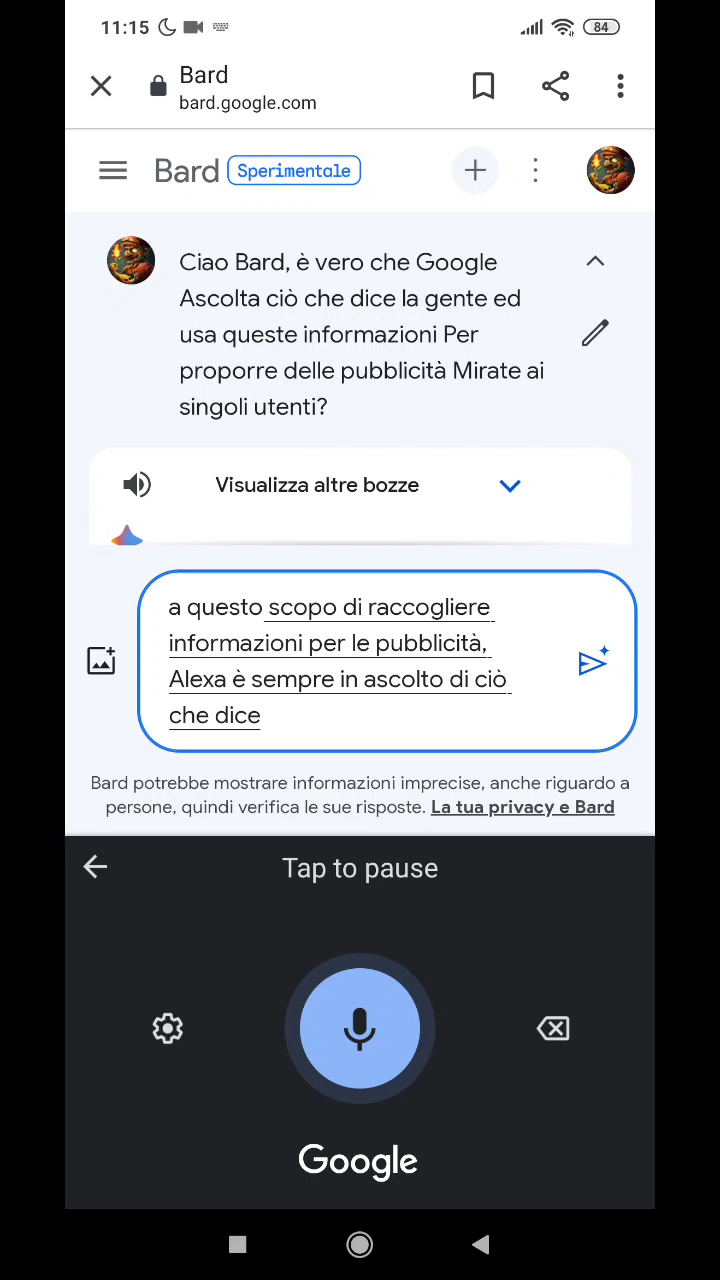 11:15
84
Bard
bard.google.com
Bard Sperimentale
Ciao Bard, è vero che Google
Ascolta ciò che dice la gente ed
usa queste informazioni Per
proporre delle pubblicità Mirate ai
singoli utenti?
Visualizza altre bozze
a questo scopo di raccogliere
informazioni per le pubblicità,
Alexa è sempre in ascolto di ciò
che dice
Bard potrebbe mostrare informazioni imprecise, anche riguardo a
persone, quindi verifica le sue risposte. La tua privacy e Bard
Tap to pause
Google